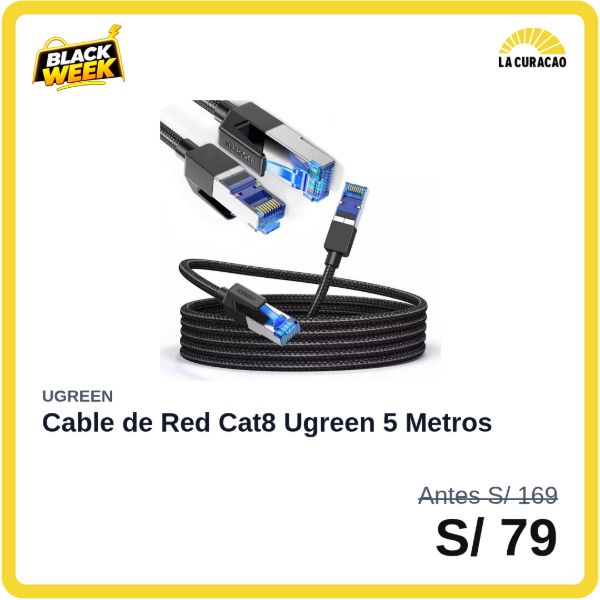 BLACK
WEEK
LA CURACAO
UGREEN
Cable de Red Cat8 Ugreen 5 Metros
Antes S/ 169
S/ 79